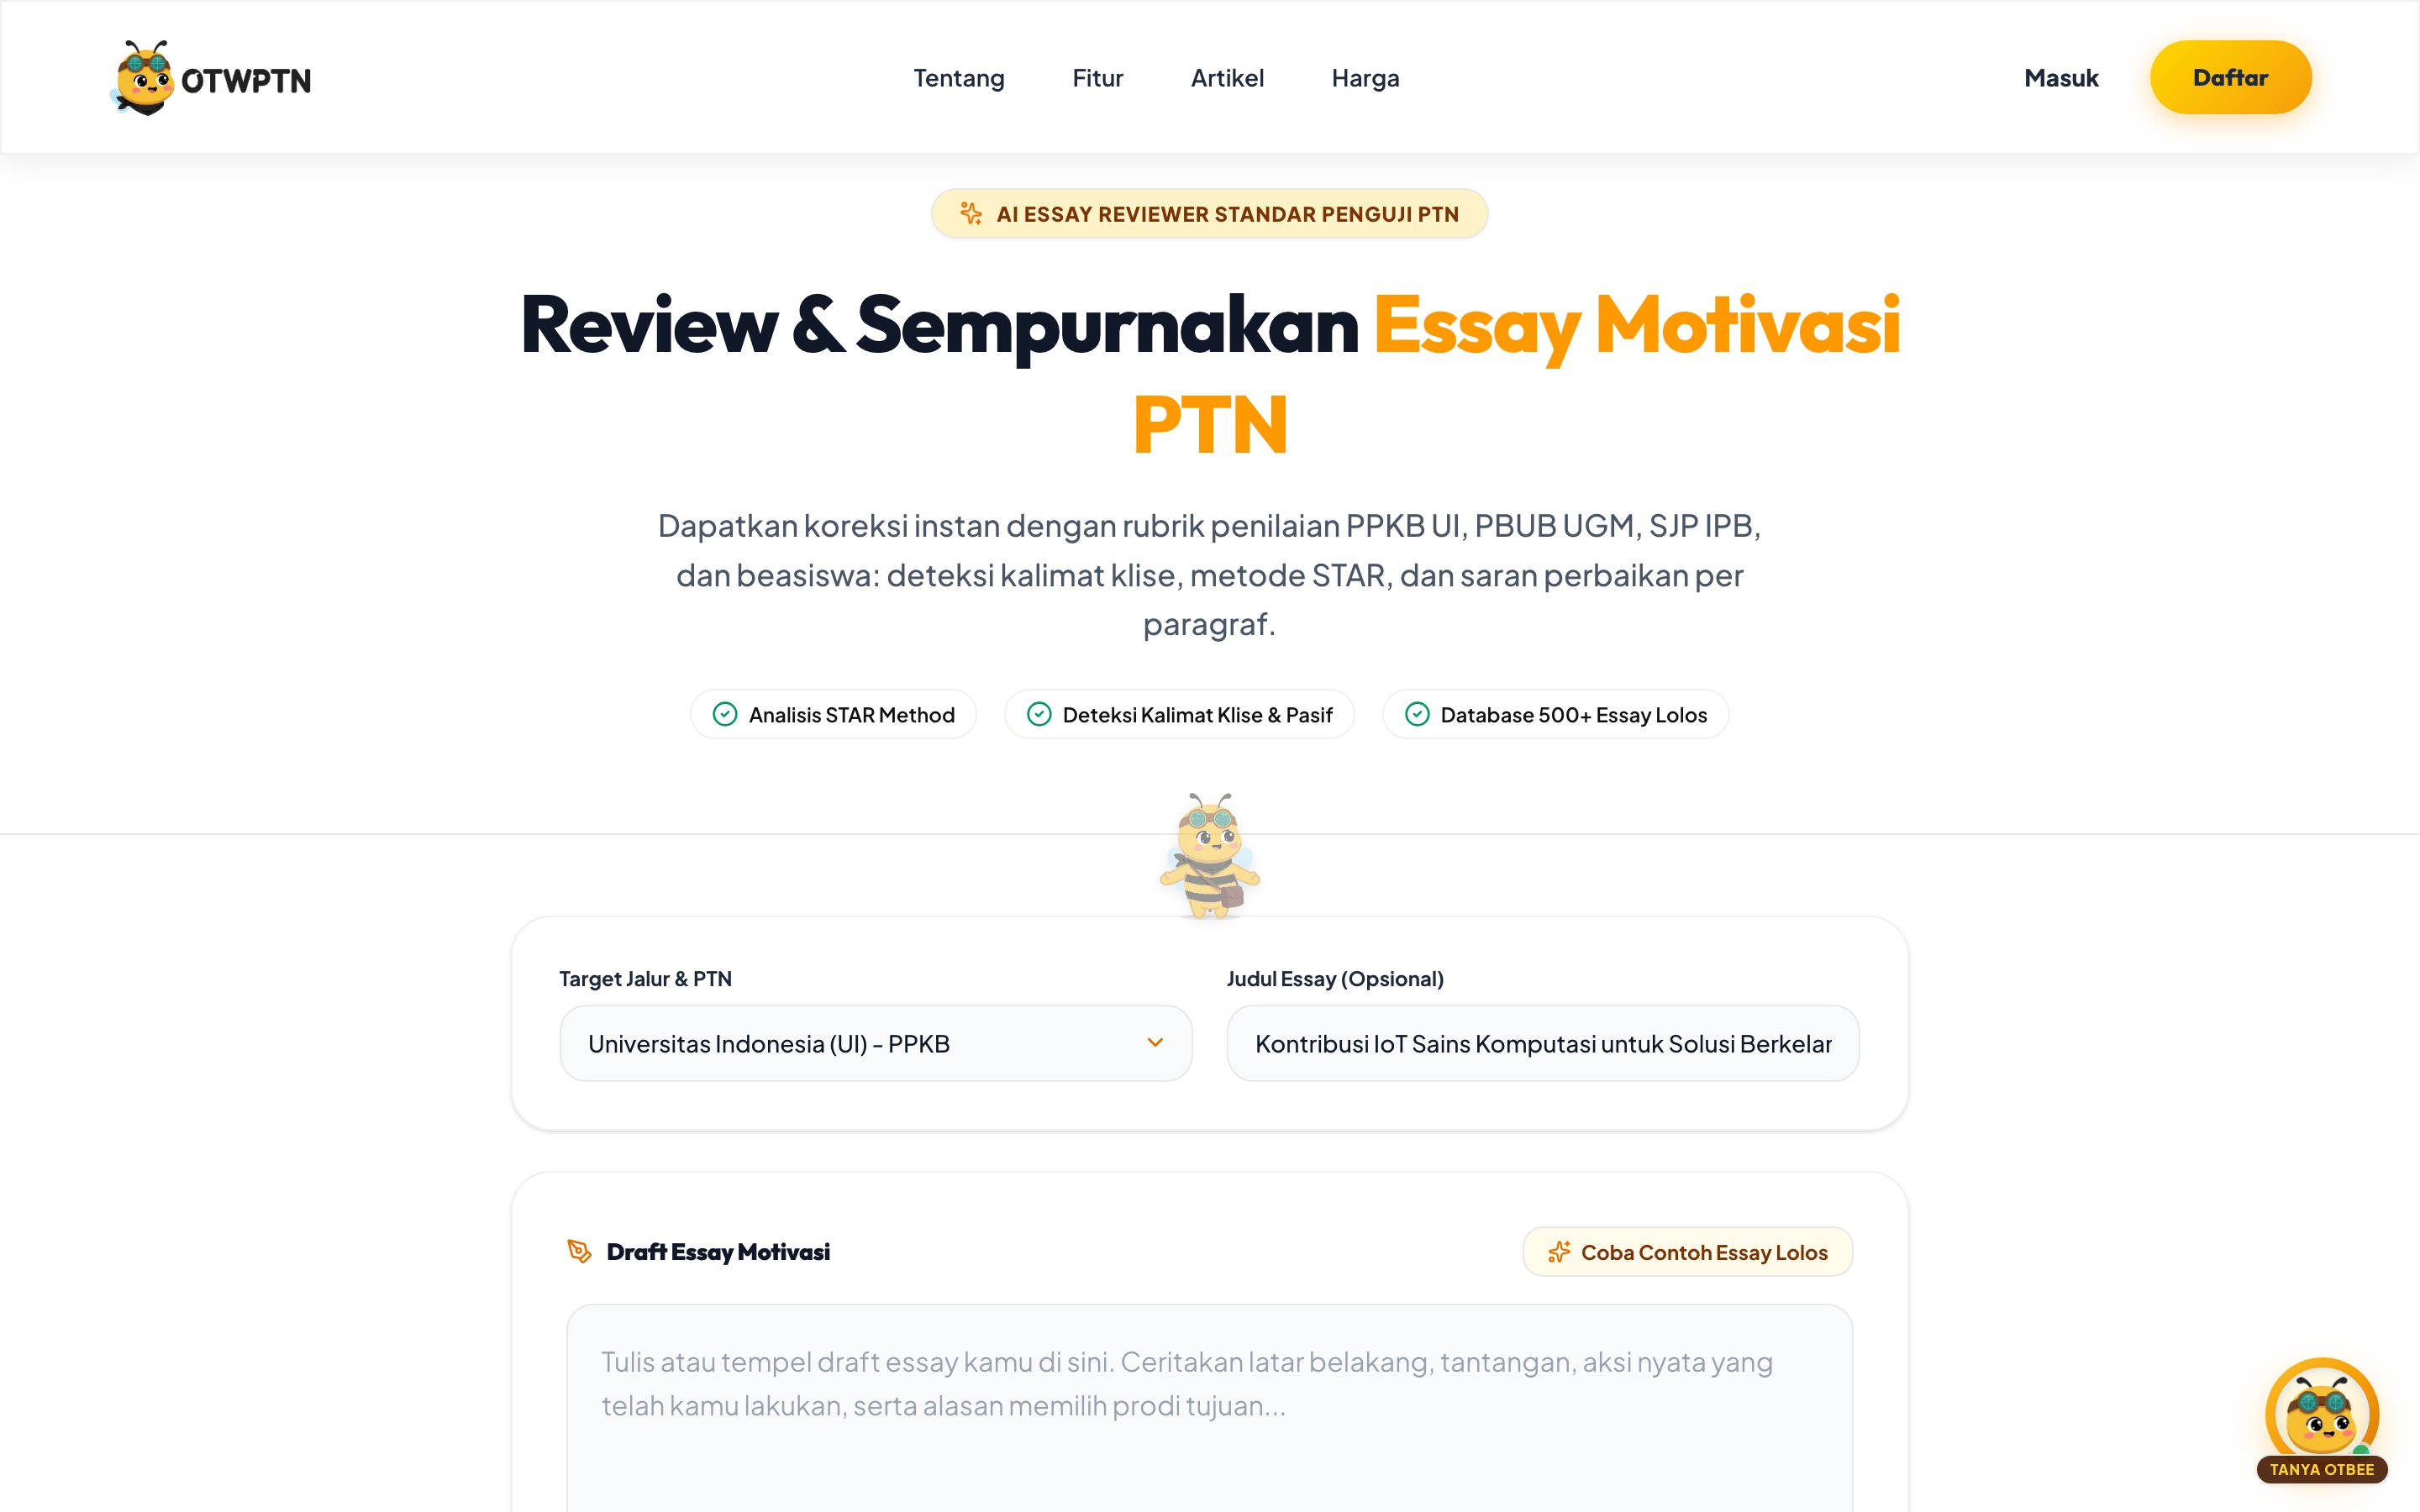 OTWPTN
Tentang
Fitur
Artikel
Harga
Masuk
Daftar
AI ESSAY REVIEWER STANDAR PENGUJI PTN
Review & Sempurnakan Essay Motivasi
PTN
Dapatkan koreksi instan dengan rubrik penilaian PPKB UI, PBUB UGM, SJP IPB,
dan beasiswa: deteksi kalimat klise, metode STAR, dan saran perbaikan per
paragraf.
Analisis STAR Method
Deteksi Kalimat Klise & Pasif
Database 500+ Essay Lolos
Target Jalur & PTN
Judul Essay (Opsional)
Universitas Indonesia (UI) - PPKB
Kontribusi IoT Sains Komputasi untuk Solusi Berkelar
Draft Essay Motivasi
Coba Contoh Essay Lolos
Tulis atau tempel draft essay kamu di sini. Ceritakan latar belakang, tantangan, aksi nyata yang
telah kamu lakukan, serta alasan memilih prodi tujuan...
TANYA OTBEE